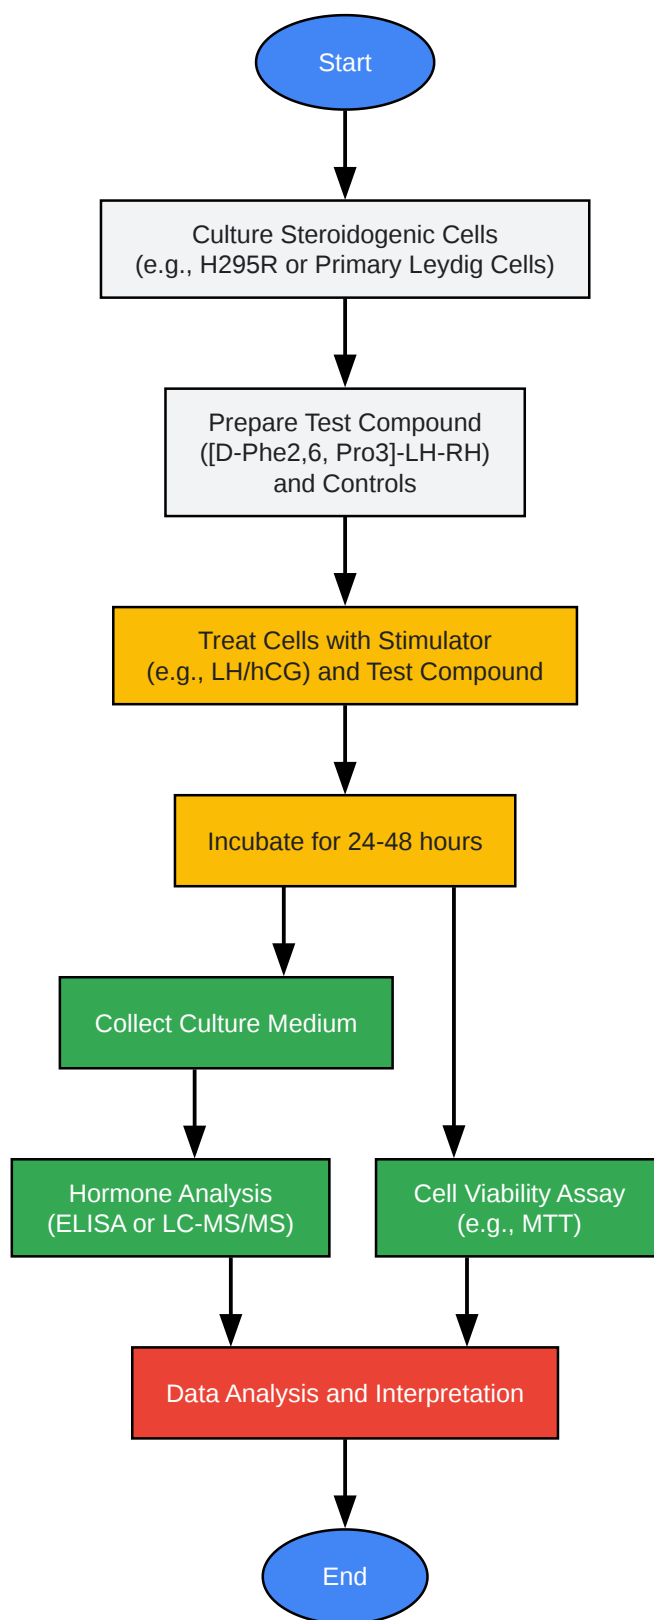 Start
Culture Steroidogenic Cells
(e.g., H295R or Primary Leydig Cells)
Prepare Test Compound
([D-Phe2,6, Pro3]-LH-RH)
and Controls
Treat Cells with Stimulator
(e.g., LH/hCG) and Test Compound
Incubate for 24-48 hours
Collect Culture Medium
Hormone Analysis
(ELISA or LC-MS/MS)
Cell Viability Assay
(e.g., MTT)
Data Analysis and Interpretation
End